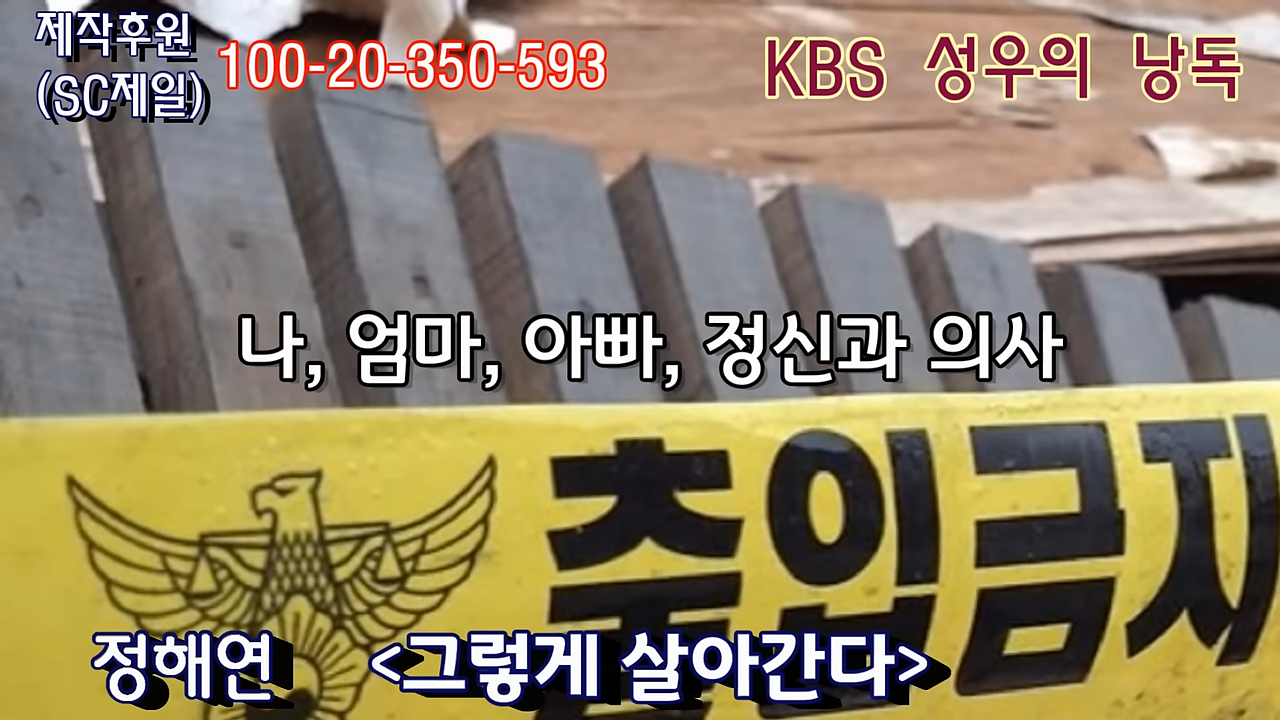 제작후원
(SC제일)
100-20-350-593
KBS 성우의 낭독
나, 엄마, 아빠, 정신과 의사
출입금지
정해연 <그렇게 살아간다>